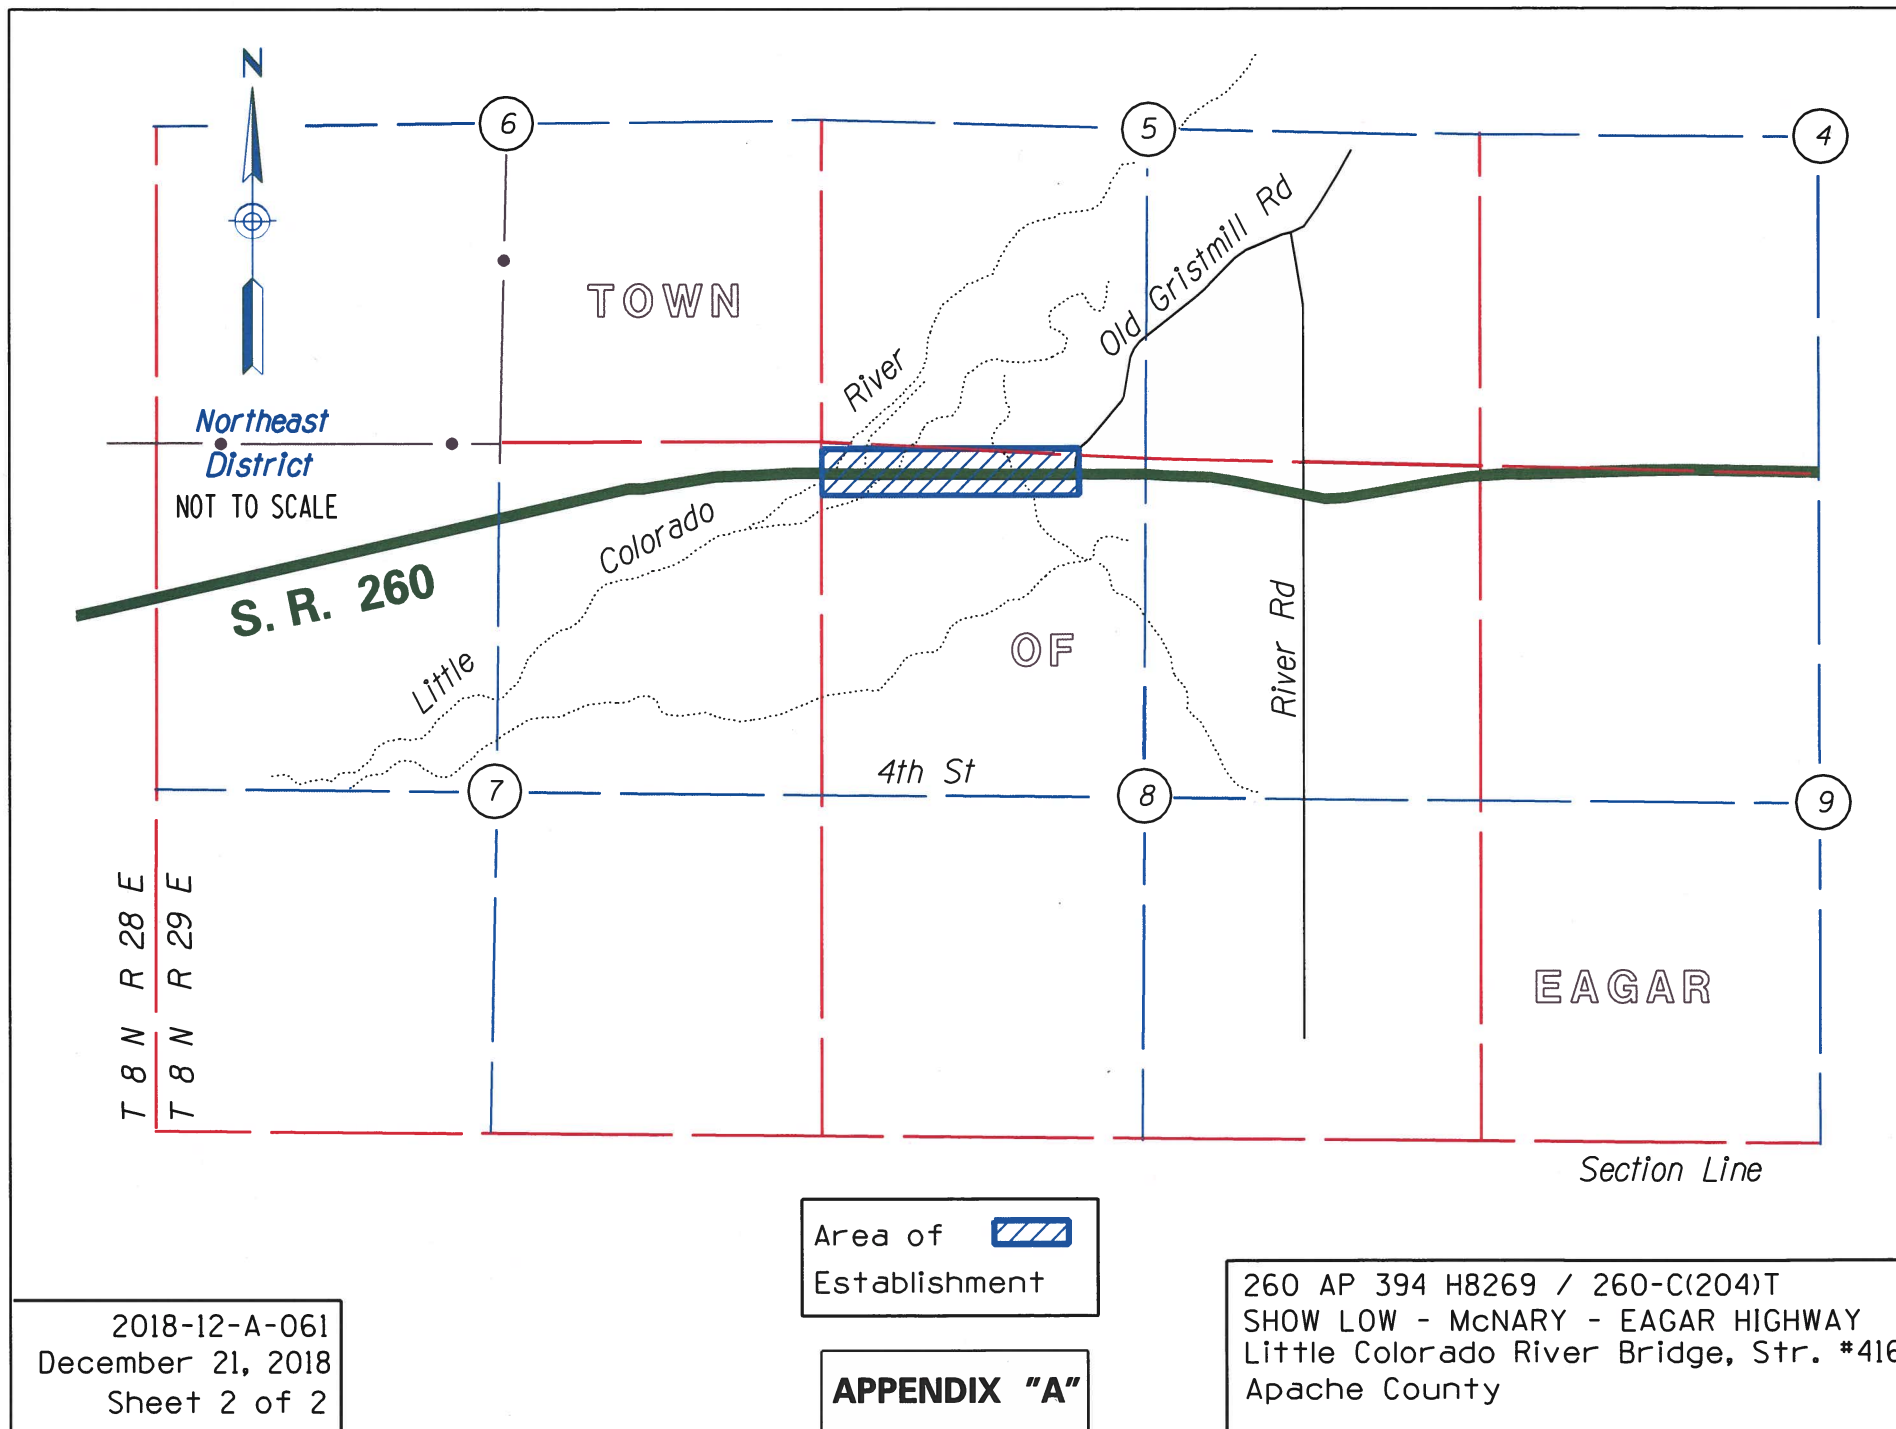 N
6
5
4
TOWN
Old Gristmill Rd
River
Northeast
District
NOT TO SCALE
Colorado
S. R. 260
Little
OF
River Rd
4th St
7
8
9
T 8 N R 28 E
T 8 N R 29 E
EAGAR
Section Line
Area of
Establishment
2018-12-A-061
December 21, 2018
Sheet 2 of 2
APPENDIX "A"
260 AP 394 H8269 / 260-C(204)T
SHOW LOW - McNARY - EAGAR HIGHWAY
Little Colorado River Bridge, Str. #416
Apache County